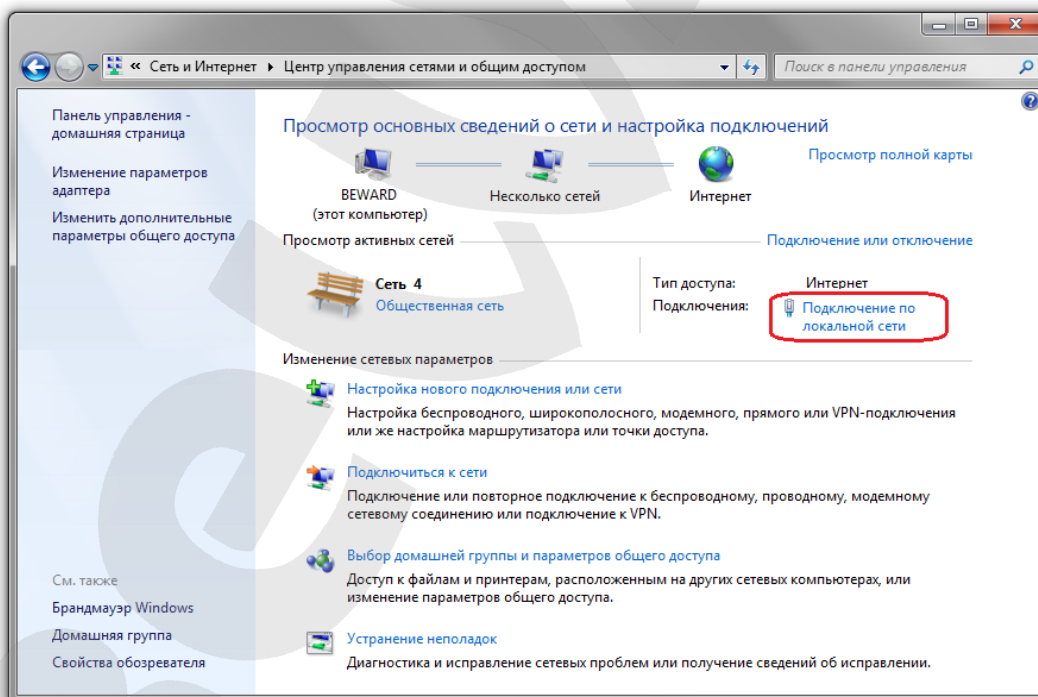 « Сеть и Интернет ▸ Центр управления сетями и общим доступом
Поиск в панели управления
Панель управления -
домашняя страница
Изменение параметров
адаптера
Изменить дополнительные
параметры общего доступа
Просмотр основных сведений о сети и настройка подключений
Просмотр полной карты
BEWARD
(этот компьютер)
Несколько сетей
Интернет
Просмотр активных сетей
Подключение или отключение
Сеть 4
Общественная сеть
Тип доступа: Интернет
Подключения: Подключение по
локальной сети
Изменение сетевых параметров
Настройка нового подключения или сети
Настройка беспроводного, широкополосного, модемного, прямого или VPN-подключения
или же настройка маршрутизатора или точки доступа.
Подключиться к сети
Подключение или повторное подключение к беспроводному, проводному, модемному
сетевому соединению или подключение к VPN.
Выбор домашней группы и параметров общего доступа
Доступ к файлам и принтерам, расположенным на других сетевых компьютерах, или
изменение параметров общего доступа.
Устранение неполадок
Диагностика и исправление сетевых проблем или получение сведений об исправлении.
См. также
Брандмауэр Windows
Домашняя группа
Свойства обозревателя